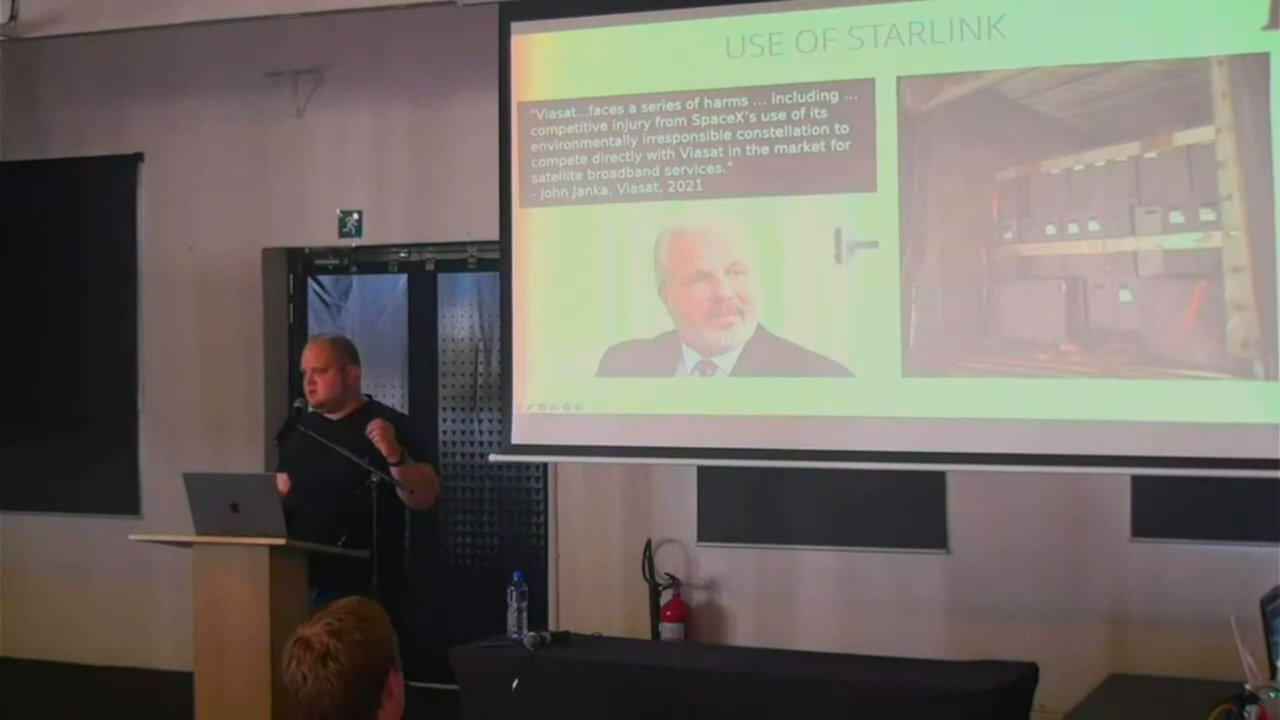 USE OF STARLINK
"Viasat...faces a series of harms ... including ...
competitive injury from SpaceX's use of its
environmentally irresponsible constellation to
compete directly with Viasat in the market for
satellite broadband services."
- John Janka, Viasat, 2021